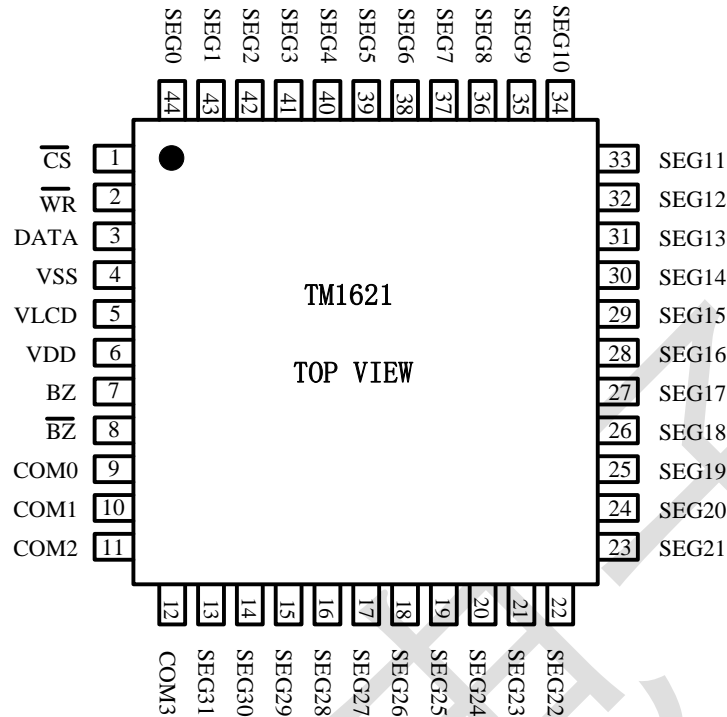 SEG0 SEG1 SEG2 SEG3 SEG4 SEG5 SEG6 SEG7 SEG8 SEG9 SEG10
44 43 42 41 40 39 38 37 36 35 34
C̅S̅ 1 33 SEG11
W̅R̅ 2 32 SEG12
DATA 3 31 SEG13
VSS 4 30 SEG14
VLCD 5 29 SEG15
VDD 6 28 SEG16
BZ 7 27 SEG17
B̅Z̅ 8 26 SEG18
COM0 9 25 SEG19
COM1 10 24 SEG20
COM2 11 23 SEG21
TM1621
TOP VIEW
12 13 14 15 16 17 18 19 20 21 22
COM3 SEG31 SEG30 SEG29 SEG28 SEG27 SEG26 SEG25 SEG24 SEG23 SEG22